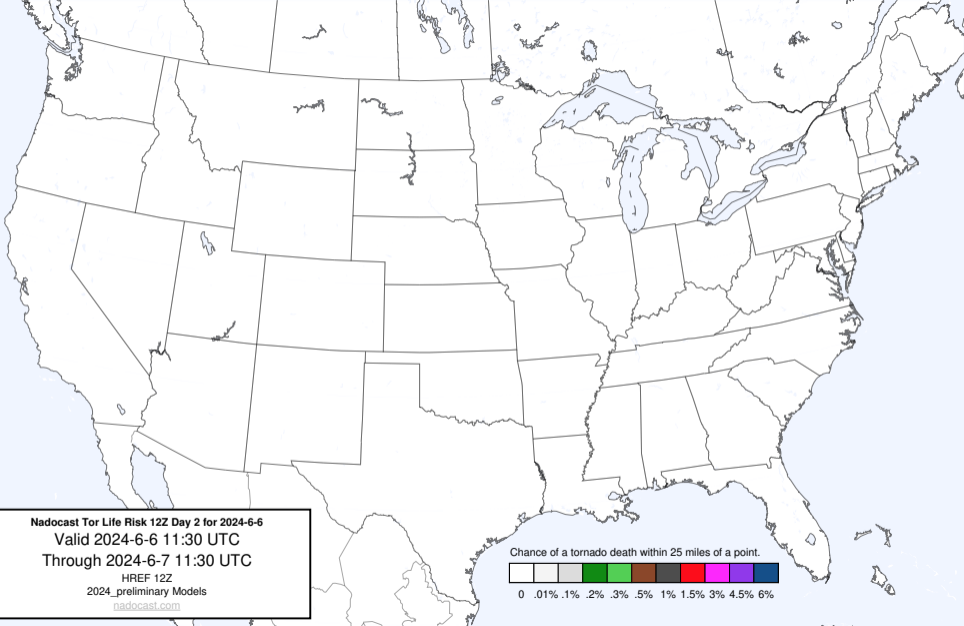 Nadocast Tor Life Risk 12Z Day 2 for 2024-6-6
Valid 2024-6-6 11:30 UTC
Through 2024-6-7 11:30 UTC
HREF 12Z
2024_preliminary Models
nadocast.com
Chance of a tornado death within 25 miles of a point.
0 .01% .1% .2% .3% .5% 1% 1.5% 3% 4.5% 6%